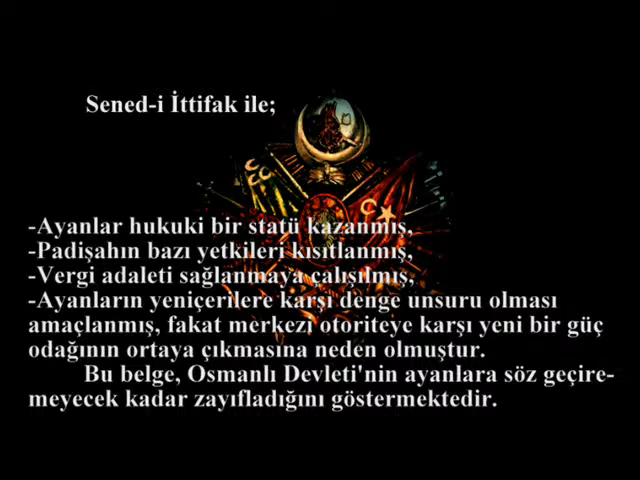 Sened-i İttifak ile;
-Ayanlar hukuki bir statü kazanmış,
-Padişahın bazı yetkileri kısıtlanmış,
-Vergi adaleti sağlanmaya çalışılmış,
-Ayanların yeniçerilere karşı denge unsuru olması
amaçlanmış, fakat merkezi otoriteye karşı yeni bir güç
odağının ortaya çıkmasına neden olmuştur.
Bu belge, Osmanlı Devleti'nin ayanlara söz geçire-
meyecek kadar zayıfladığını göstermektedir.